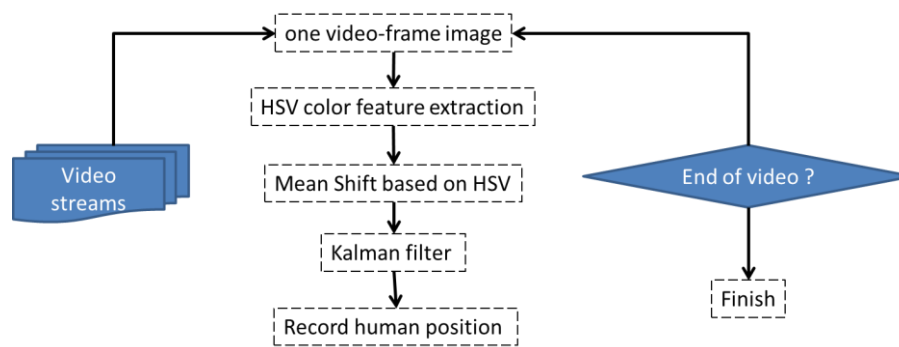 one video-frame image
HSV color feature extraction
Video
streams
Mean Shift based on HSV
End of video ?
Kalman filter
Finish
Record human position